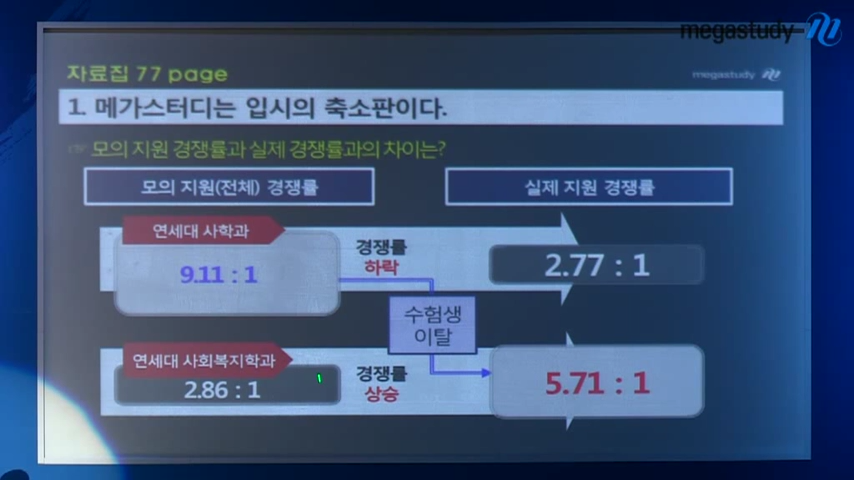 megastudy
자료집 77 page
megastudy
1. 메가스터디는 입시의 축소판이다.
모의 지원 경쟁률과 실제 경쟁률과의 차이는?
모의 지원(전체) 경쟁률
실제 지원 경쟁률
연세대 사학과
9.11 : 1
경쟁률
하락
2.77 : 1
수험생
이탈
연세대 사회복지학과
2.86 : 1
경쟁률
상승
5.71 : 1